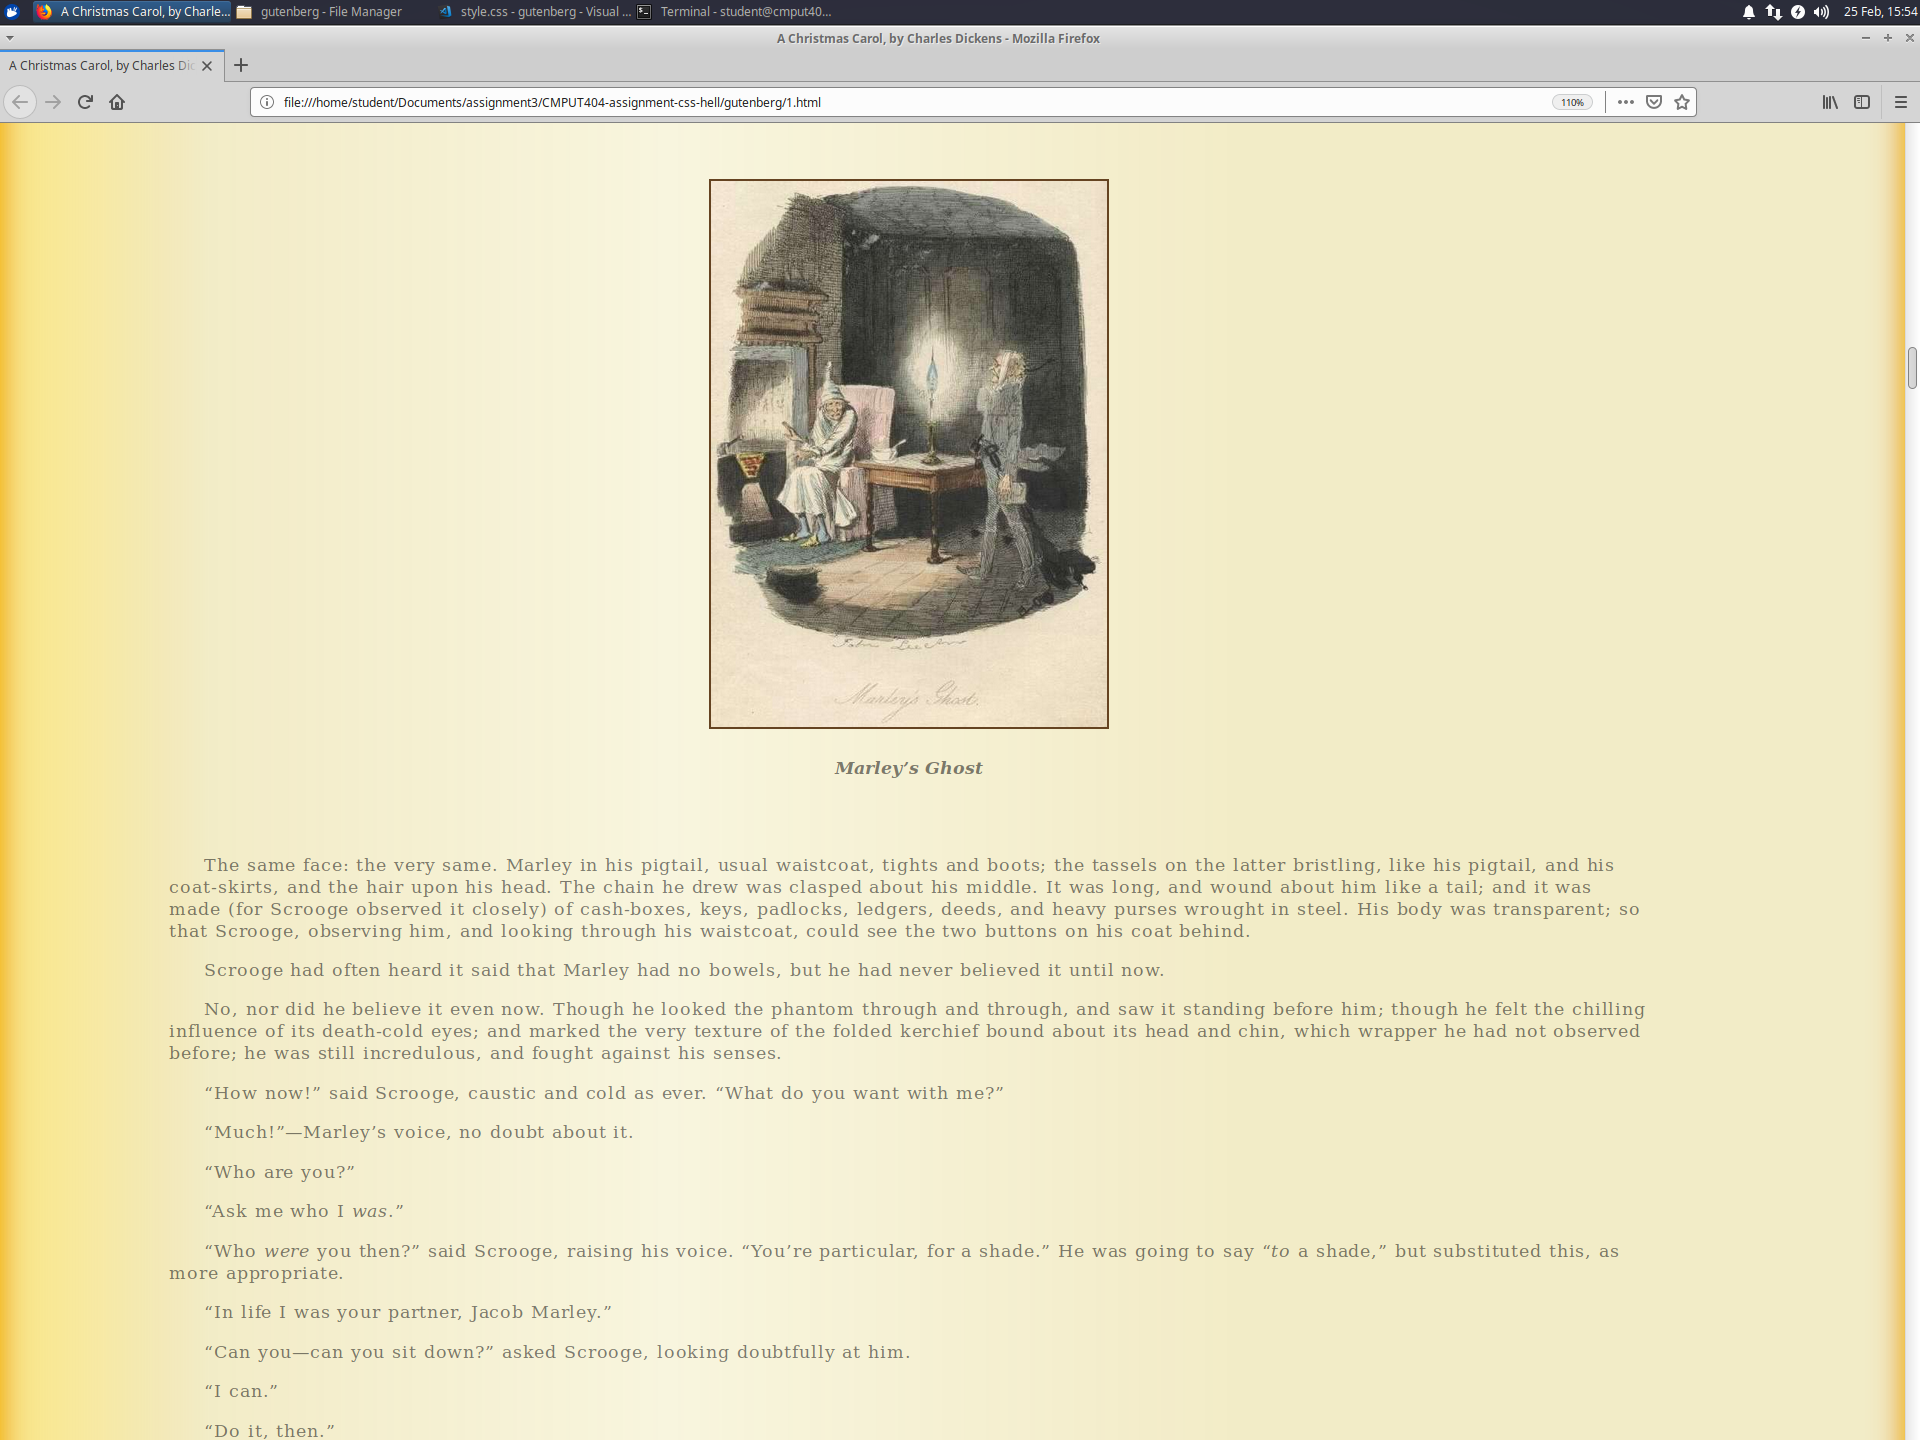 A Christmas Carol, by Charle...
gutenberg - File Manager
style.css - gutenberg - Visual ...
Terminal - student@cmput40...
25 Feb, 15:54
A Christmas Carol, by Charles Dickens - Mozilla Firefox
A Christmas Carol, by Charles Dic
file:///home/student/Documents/assignment3/CMPUT404-assignment-css-hell/gutenberg/1.html
110%
John Leech
Marley's Ghost.
Marley’s Ghost
The same face: the very same. Marley in his pigtail, usual waistcoat, tights and boots; the tassels on the latter bristling, like his pigtail, and his
coat-skirts, and the hair upon his head. The chain he drew was clasped about his middle. It was long, and wound about him like a tail; and it was
made (for Scrooge observed it closely) of cash-boxes, keys, padlocks, ledgers, deeds, and heavy purses wrought in steel. His body was transparent; so
that Scrooge, observing him, and looking through his waistcoat, could see the two buttons on his coat behind.
Scrooge had often heard it said that Marley had no bowels, but he had never believed it until now.
No, nor did he believe it even now. Though he looked the phantom through and through, and saw it standing before him; though he felt the chilling
influence of its death-cold eyes; and marked the very texture of the folded kerchief bound about its head and chin, which wrapper he had not observed
before; he was still incredulous, and fought against his senses.
“How now!” said Scrooge, caustic and cold as ever. “What do you want with me?”
“Much!”—Marley’s voice, no doubt about it.
“Who are you?”
“Ask me who I was.”
“Who were you then?” said Scrooge, raising his voice. “You’re particular, for a shade.” He was going to say “to a shade,” but substituted this, as
more appropriate.
“In life I was your partner, Jacob Marley.”
“Can you—can you sit down?” asked Scrooge, looking doubtfully at him.
“I can.”
“Do it, then.”